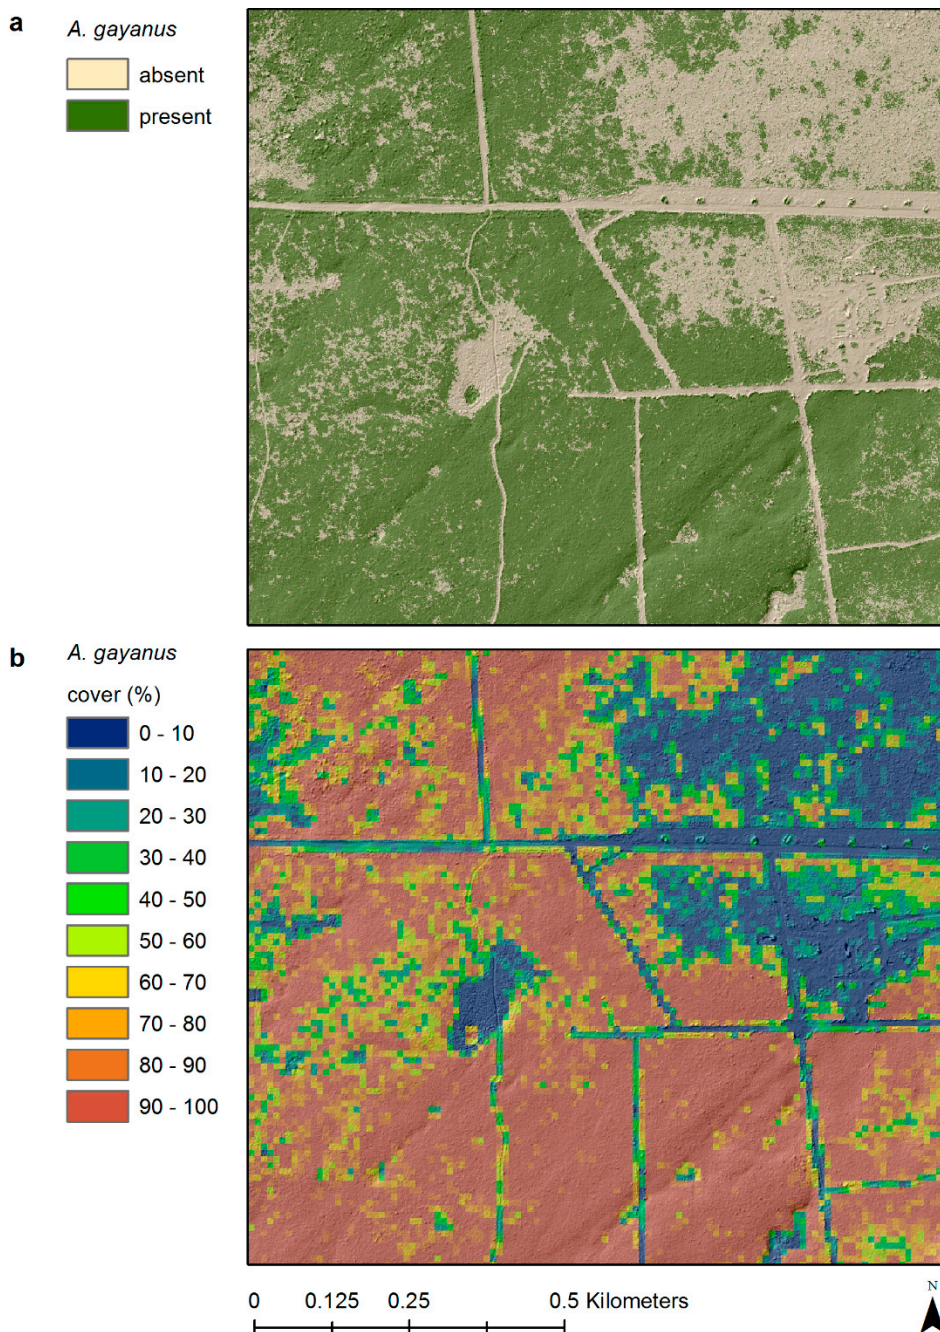 a
A. gayanus
absent
present
b
A. gayanus
cover (%)
0 - 10
10 - 20
20 - 30
30 - 40
40 - 50
50 - 60
60 - 70
70 - 80
80 - 90
90 - 100
0 0.125 0.25 0.5 Kilometers
N